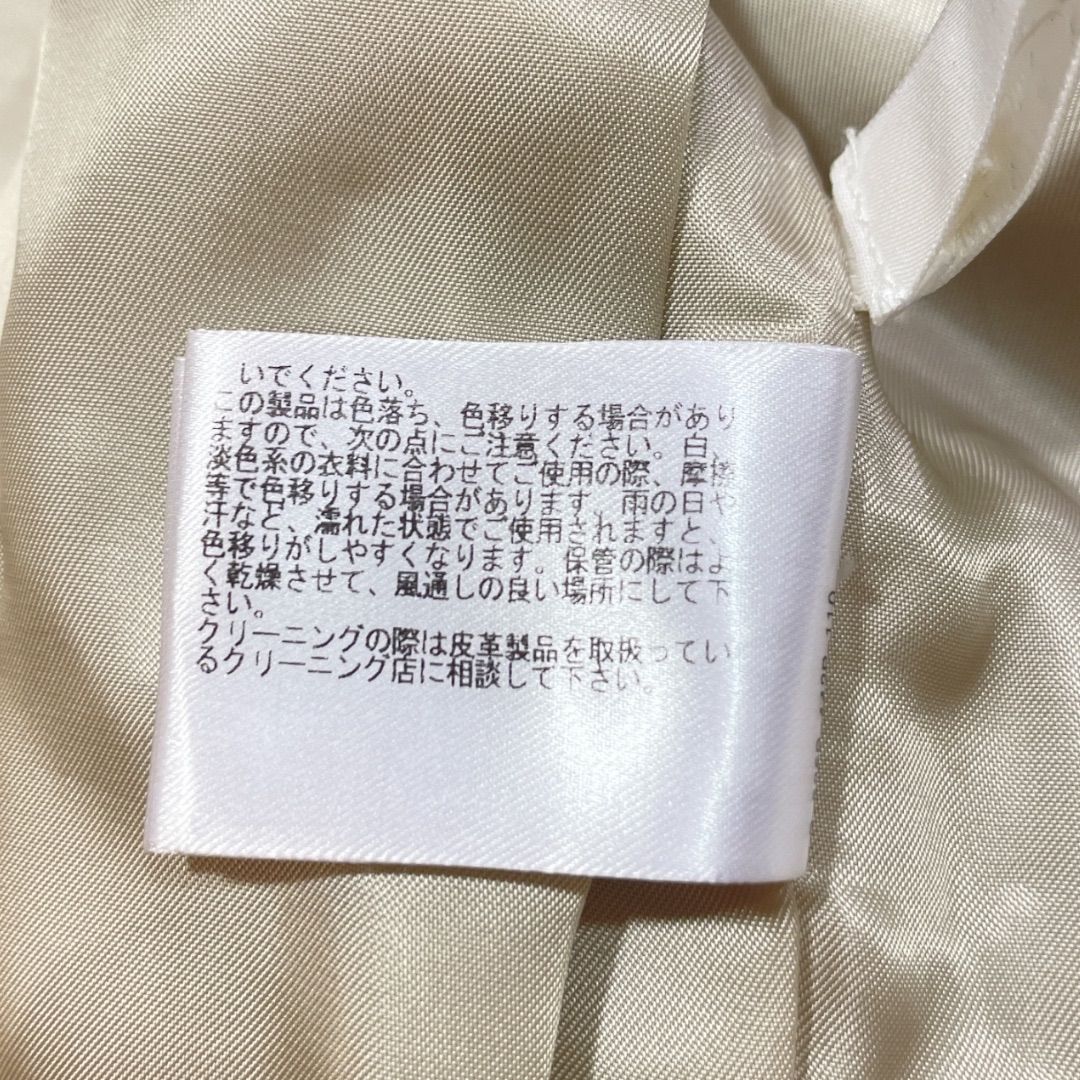 いでください。
この製品は色落ち、色移りする場合があり
ますので、次の点にご注意ください。白、
淡色系の衣料に合わせてご使用の際、摩擦
等で色移りする場合があります。雨の日や
汗など、濡れた状態でご使用されますと、
色移りがしやすくなります。保管の際はよ
く乾燥させて、風通しの良い場所にして下
さい。
クリーニングの際は皮革製品を取扱ってい
るクリーニング店に相談して下さい。